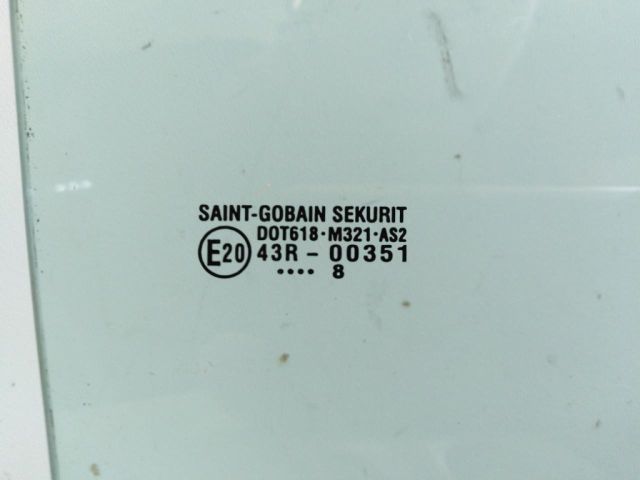 SAINT-GOBAIN SEKURIT
DOT618·M321·AS2
E20 43R - 00351
.... 8